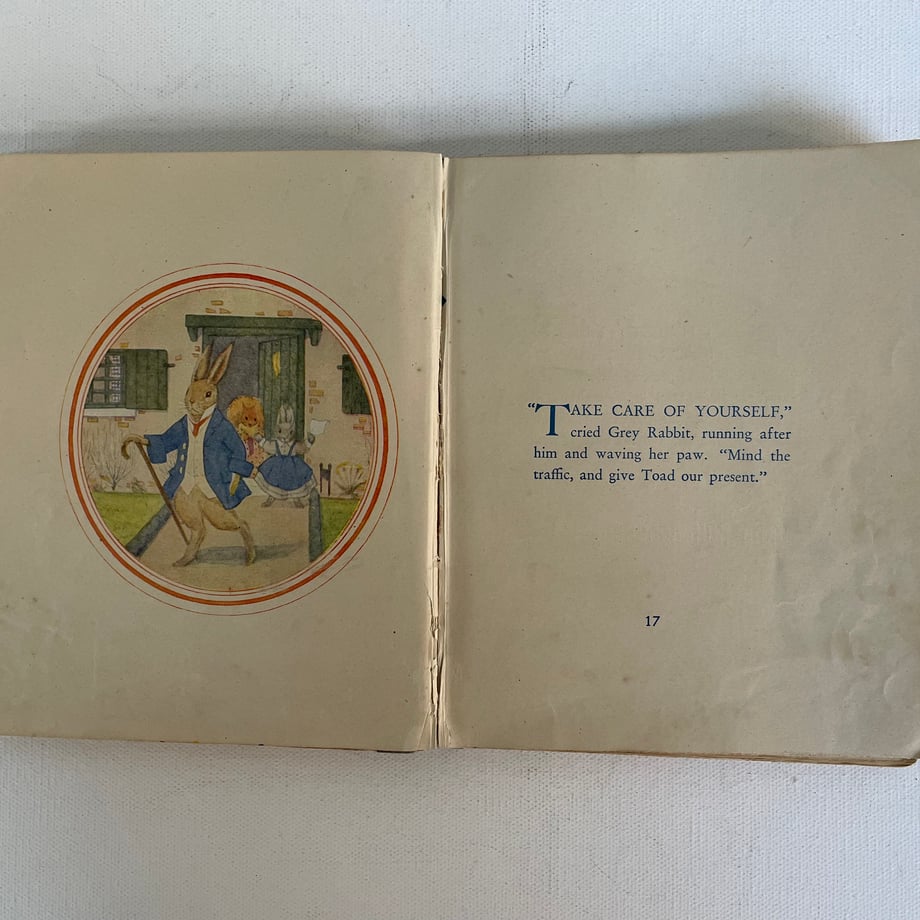 “TAKE CARE OF YOURSELF,”
cried Grey Rabbit, running after
him and waving her paw. “Mind the
traffic, and give Toad our present.”
17